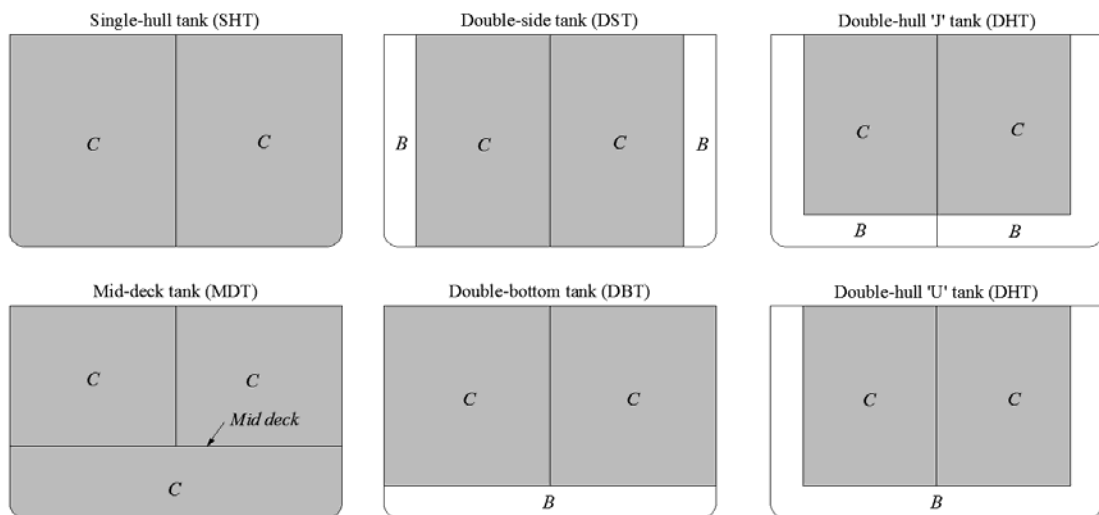 Single-hull tank (SHT)
Double-side tank (DST)
Double-hull 'J' tank (DHT)
C
C
B
C
C
B
C
C
B
B
Mid-deck tank (MDT)
Double-bottom tank (DBT)
Double-hull 'U' tank (DHT)
C
C
Mid deck
C
C
C
B
C
C
B